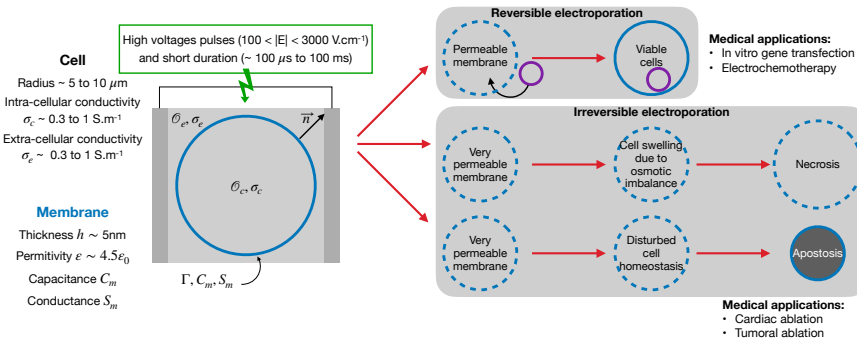 High voltages pulses (100 < |E| < 3000 V.cm⁻¹)
and short duration (~ 100 μs to 100 ms)
Cell
Radius ~ 5 to 10 μm
Intra-cellular conductivity
σc ~ 0.3 to 1 S.m⁻¹
Extra-cellular conductivity
σe ~ 0.3 to 1 S.m⁻¹
Membrane
Thickness h ∼ 5nm
Permitivity ε ∼ 4.5ε₀
Capacitance Cm
Conductance Sm
𝒪e, σe
n⃗
𝒪c, σc
Γ, Cm, Sm
Reversible electroporation
Permeable
membrane
Viable
cells
Medical applications:
• In vitro gene transfection
• Electrochemotherapy
Irreversible electroporation
Very
permeable
membrane
Cell swelling
due to
osmotic
imbalance
Necrosis
Very
permeable
membrane
Disturbed
cell
homeostasis
Apostosis
Medical applications:
• Cardiac ablation
• Tumoral ablation